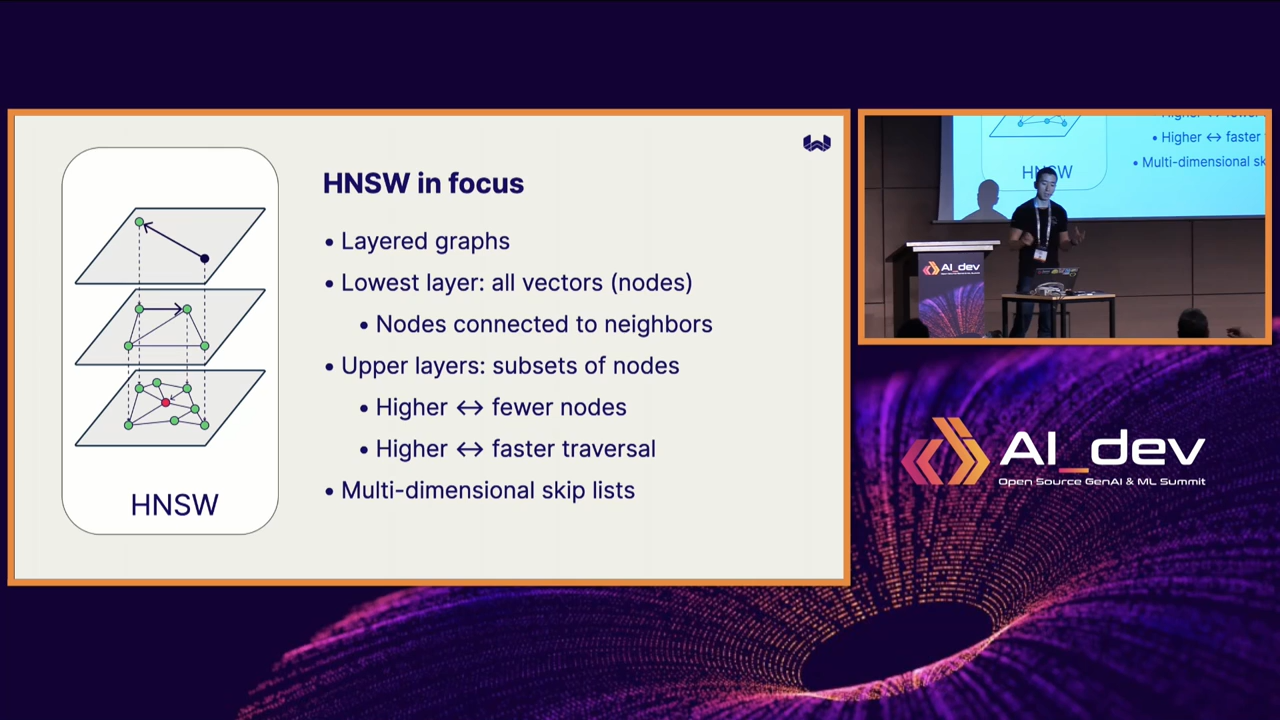 HNSW in focus
• Layered graphs
• Lowest layer: all vectors (nodes)
• Nodes connected to neighbors
• Upper layers: subsets of nodes
• Higher ↔ fewer nodes
• Higher ↔ faster traversal
• Multi-dimensional skip lists
HNSW
• Higher ↔ faster
• Multi-dimensional sk
HNSW
AI_dev
AI_dev
Open Source GenAI & ML Summit